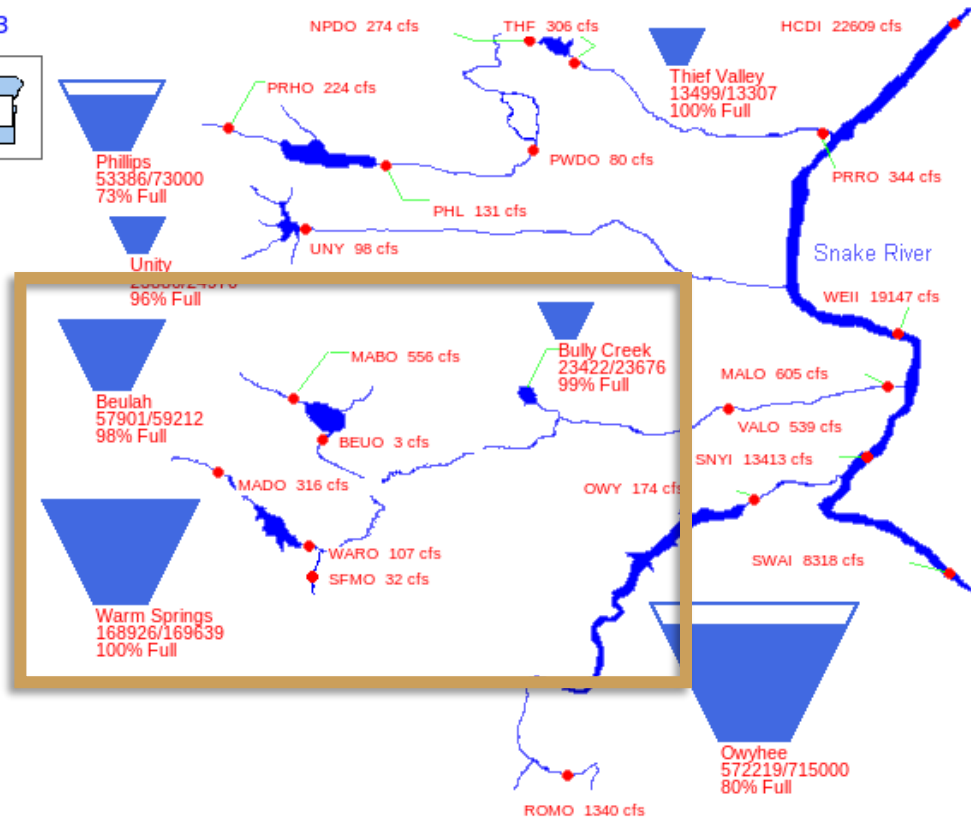 NPDO 274 cfs
THF 306 cfs
HCDI 22609 cfs
Thief Valley
13499/13307
100% Full
PRHO 224 cfs
Phillips
53386/73000
73% Full
PWDO 80 cfs
PRRO 344 cfs
PHL 131 cfs
UNY 98 cfs
Snake River
Unity
96% Full
WEII 19147 cfs
MABO 556 cfs
Bully Creek
23422/23676
99% Full
MALO 605 cfs
Beulah
57901/59212
98% Full
VALO 539 cfs
BEUO 3 cfs
SNYI 13413 cfs
MADO 316 cfs
OWY 174 cfs
WARO 107 cfs
SWAI 8318 cfs
SFMO 32 cfs
Warm Springs
168926/169639
100% Full
Owyhee
572219/715000
80% Full
ROMO 1340 cfs